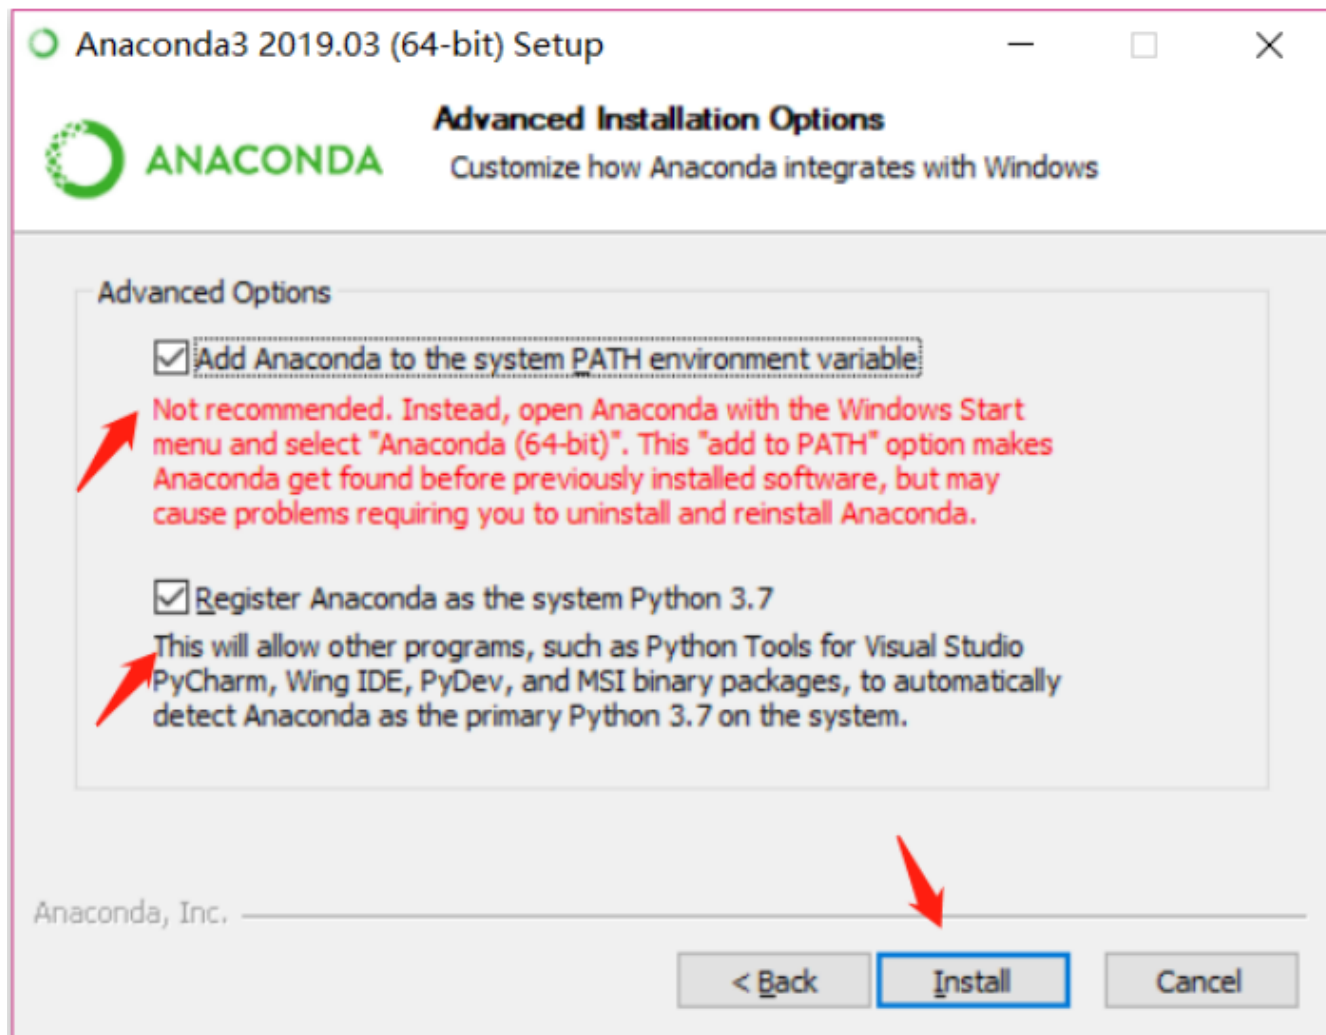 Anaconda3 2019.03 (64-bit) Setup
ANACONDA
Advanced Installation Options
Customize how Anaconda integrates with Windows
Advanced Options
Add Anaconda to the system PATH environment variable
Not recommended. Instead, open Anaconda with the Windows Start
menu and select "Anaconda (64-bit)". This "add to PATH" option makes
Anaconda get found before previously installed software, but may
cause problems requiring you to uninstall and reinstall Anaconda.
Register Anaconda as the system Python 3.7
This will allow other programs, such as Python Tools for Visual Studio
PyCharm, Wing IDE, PyDev, and MSI binary packages, to automatically
detect Anaconda as the primary Python 3.7 on the system.
Anaconda, Inc.
< Back
Install
Cancel